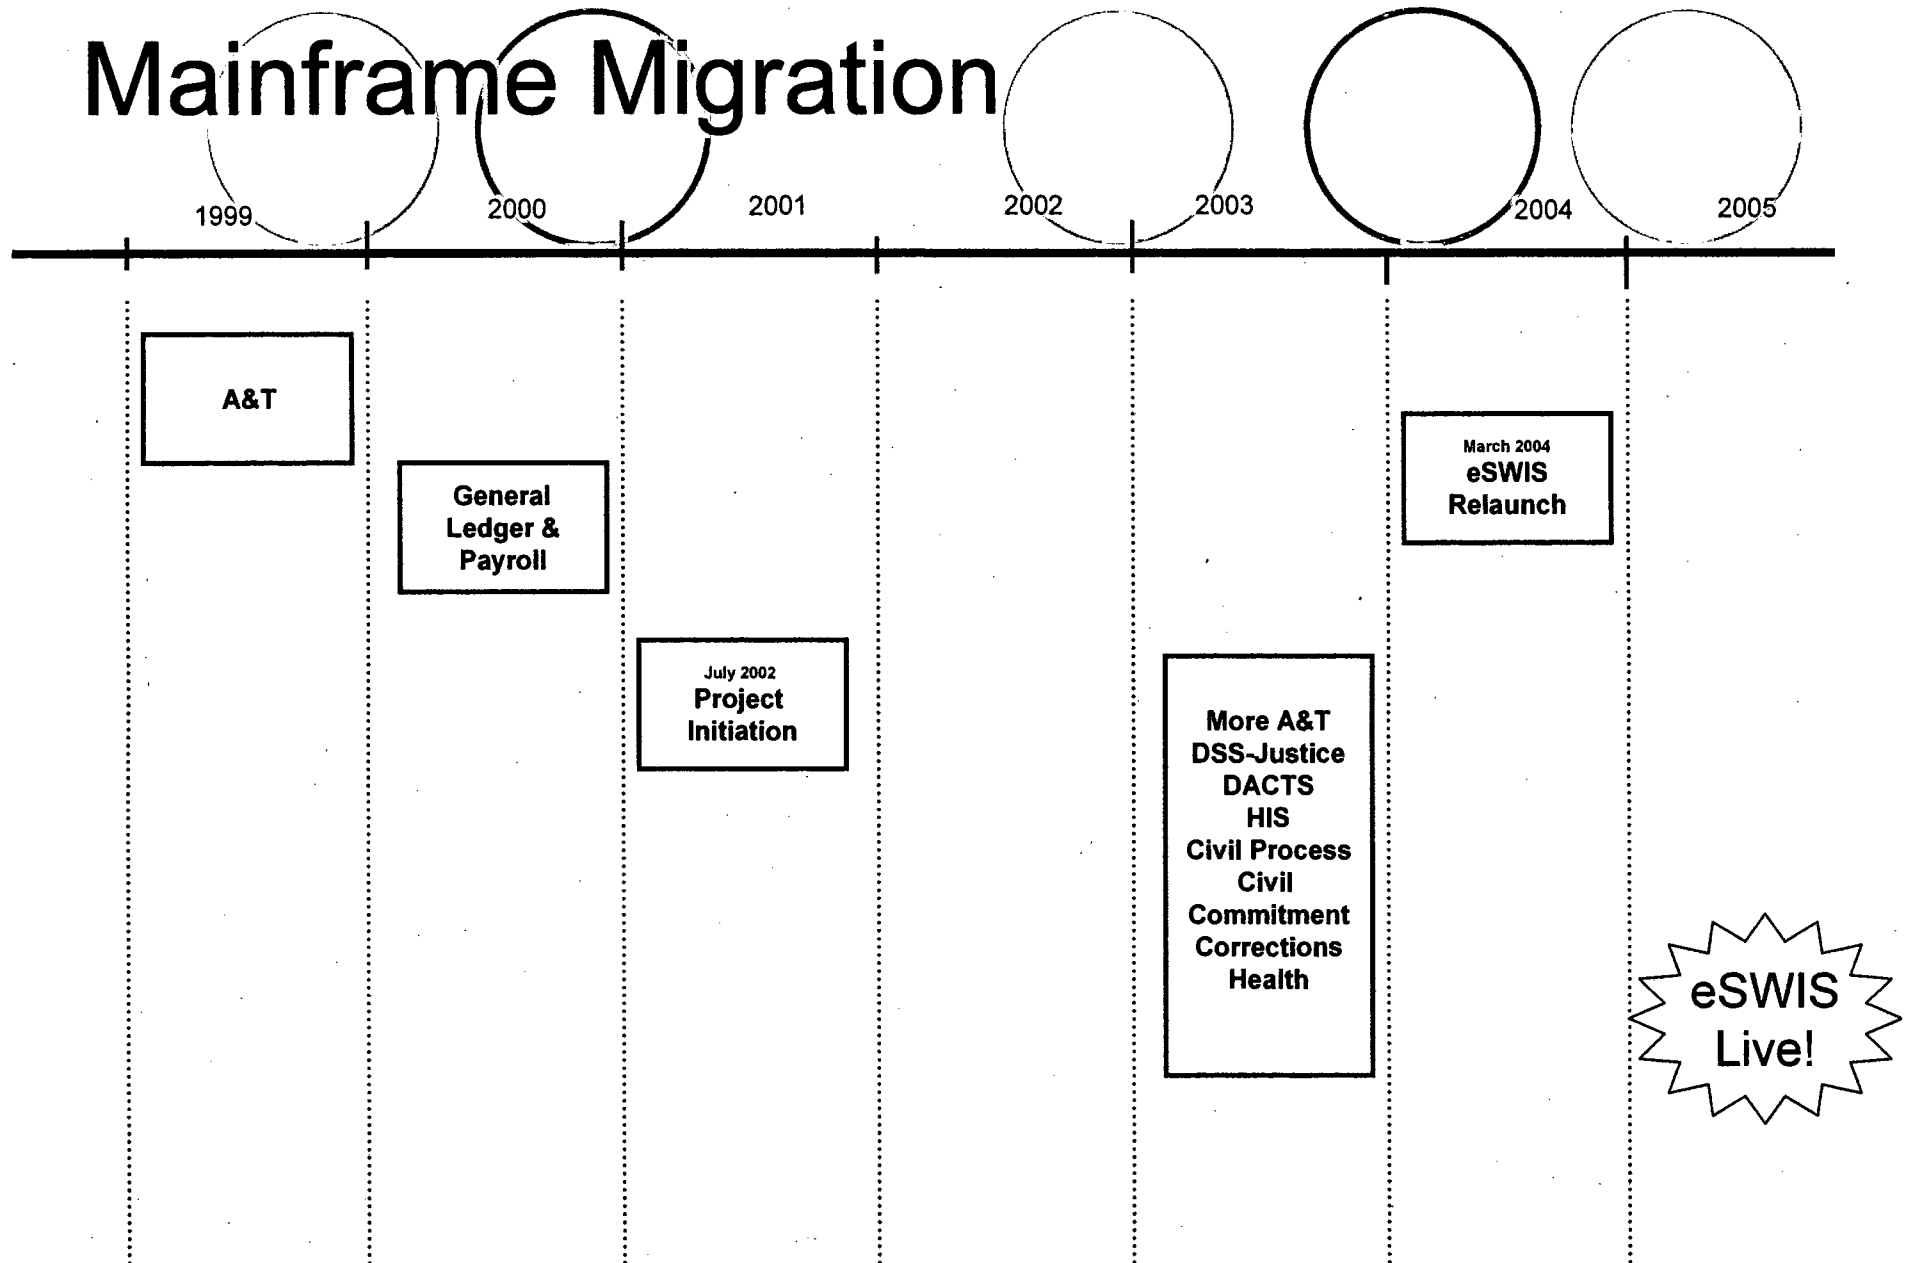 Mainframe Migration
1999
2000
2001
2002
2003
2004
2005
A&T
General
Ledger &
Payroll
July 2002
Project
Initiation
More A&T
DSS-Justice
DACTS
HIS
Civil Process
Civil
Commitment
Corrections
Health
March 2004
eSWIS
Relaunch
eSWIS
Live!